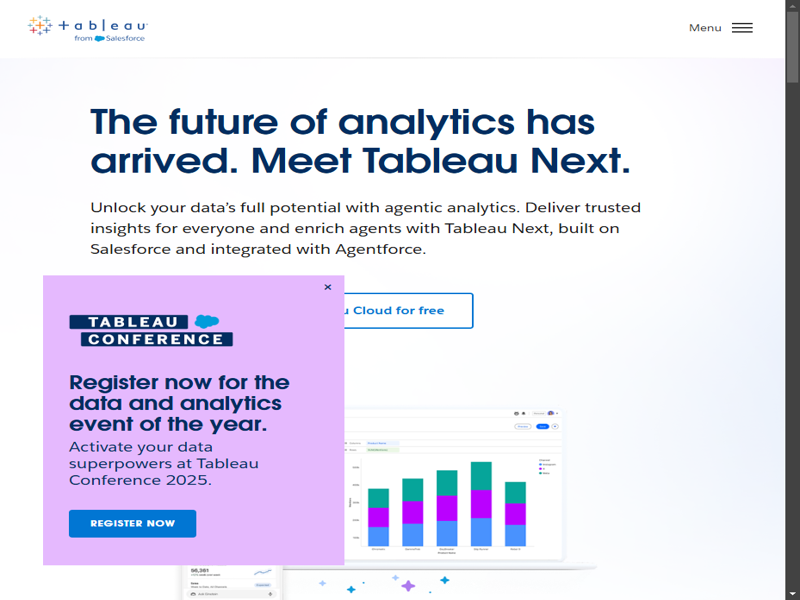 + a b l e a u
from Salesforce
Menu
The future of analytics has
arrived. Meet Tableau Next.
Unlock your data's full potential with agentic analytics. Deliver trusted
insights for everyone and enrich agents with Tableau Next, built on
Salesforce and integrated with Agentforce.
Cloud for free
×
TABLEAU
CONFERENCE
Register now for the
data and analytics
event of the year.
Activate your data
superpowers at Tableau
Conference 2025.
REGISTER NOW